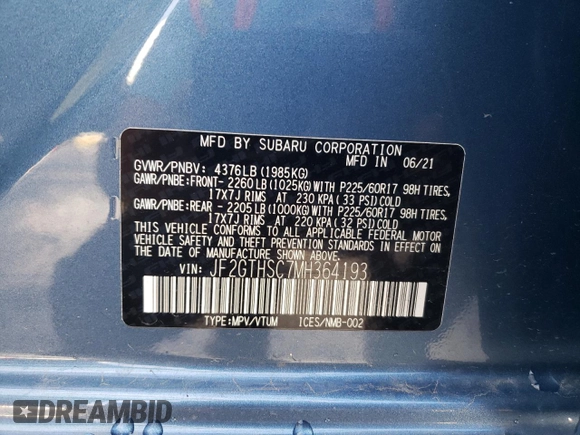 MFD BY SUBARU CORPORATION
GVWR/PNBV: 4376LB (1985KG) IN 06/21
GAWR/PNBE: FRONT- 2260LB (1025KG) WITH P225/60R17 98H TIRES,
17X7J RIMS AT 230 KPA (33 PSI) COLD
GAWR/PNBE: REAR - 2205LB (1000KG) WITH P225/60R17 98H TIRES,
17X7J RIMS AT 220 KPA (32 PSI) COLD
THIS VEHICLE CONFORMS TO ALL APPLICABLE FEDERAL MOTOR
VEHICLE SAFETY, BUMPER, AND THEFT PREVENTION STANDARDS
IN EFFECT ON THE DATE OF MANUFACTURE SHOWN ABOVE.
VIN: JF2GTHSC7MH364193
TYPE:MPV/VTUM ICES/NMB-002
DREAMBID